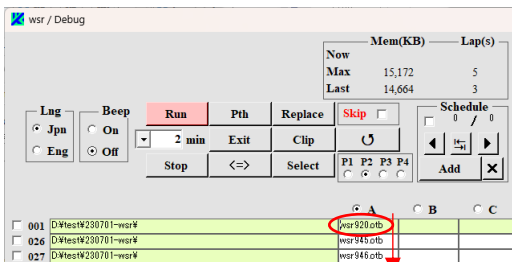 wsr / Debug
Mem(KB) Lap(s)
Now
Max 15,172 5
Last 14,664 3
Lng Beep Run Pth Replace Skip Schedule
Jpn On 0 / 0
2 min Exit Clip ↺
Eng Off
Stop <=> Select P1 P2 P3 P4 Add X
A B C
001 D:¥test¥230701-wsr¥ wsr920.otb
026 D:¥test¥230701-wsr¥ wsr945.otb
027 D:¥test¥230701-wsr¥ wsr946.otb